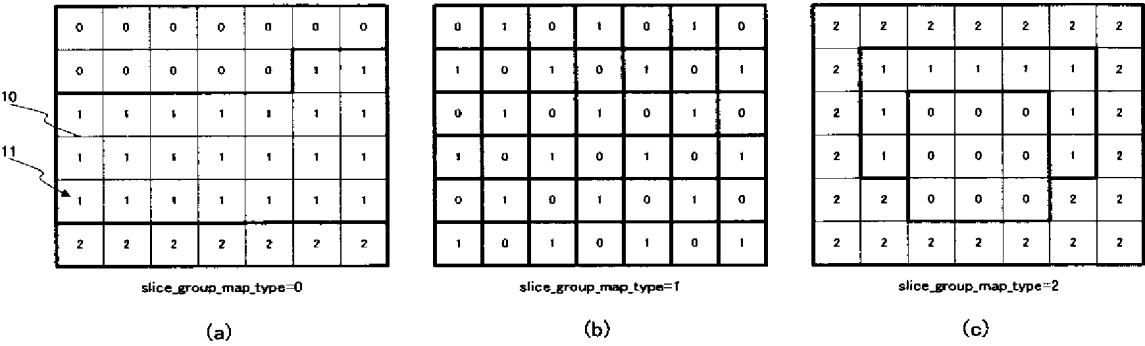 0 0 0 0 0 0 0
0 0 0 0 0 1 1
1 1 1 1 1 1 1
1 1 1 1 1 1 1
1 1 1 1 1 1 1
2 2 2 2 2 2 2
10
11
slice_group_map_type=0
(a)
0 1 0 1 0 1 0
1 0 1 0 1 0 1
0 1 0 1 0 1 0
1 0 1 0 1 0 1
0 1 0 1 0 1 0
1 0 1 0 1 0 1
slice_group_map_type=1
(b)
2 2 2 2 2 2 2
2 1 1 1 1 1 2
2 1 0 0 0 1 2
2 1 0 0 0 1 2
2 2 0 0 0 2 2
2 2 2 2 2 2 2
slice_group_map_type=2
(c)